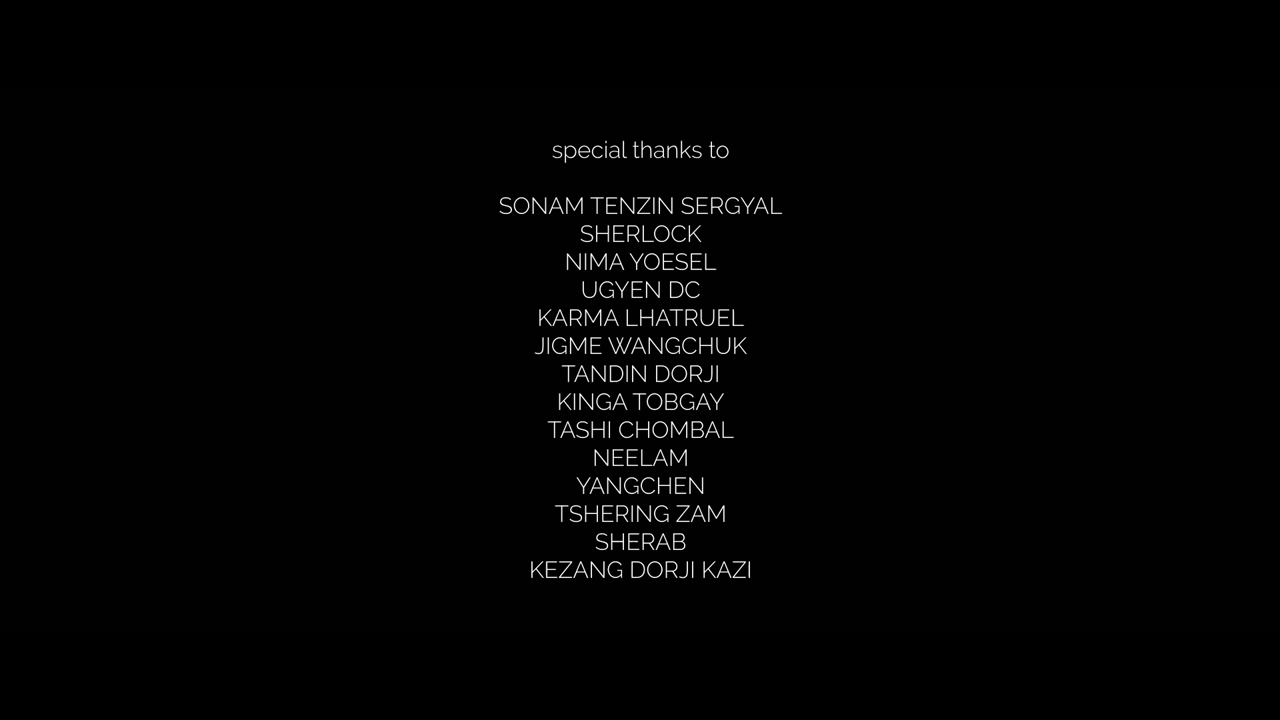 special thanks to
SONAM TENZIN SERGYAL
SHERLOCK
NIMA YOESEL
UGYEN DC
KARMA LHATRUEL
JIGME WANGCHUK
TANDIN DORJI
KINGA TOBGAY
TASHI CHOMBAL
NEELAM
YANGCHEN
TSHERING ZAM
SHERAB
KEZANG DORJI KAZI